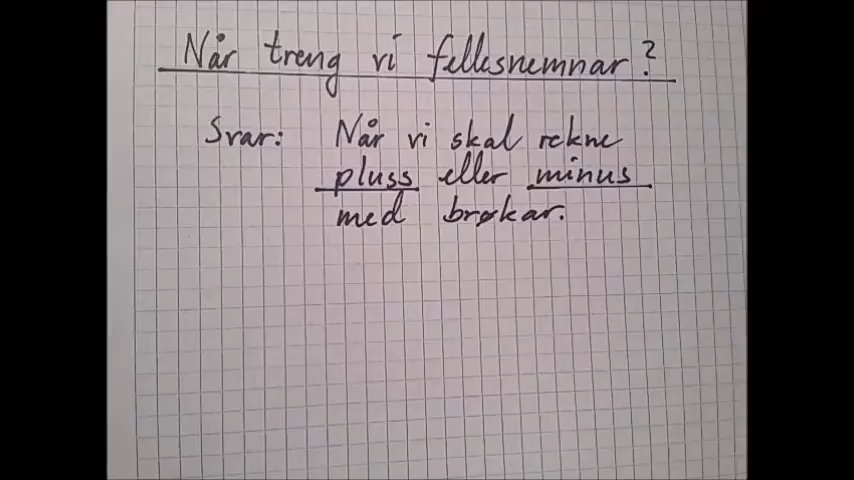 Når treng vi fellesnemnar?
Svar: Når vi skal rekne
pluss eller minus
med brøkar.